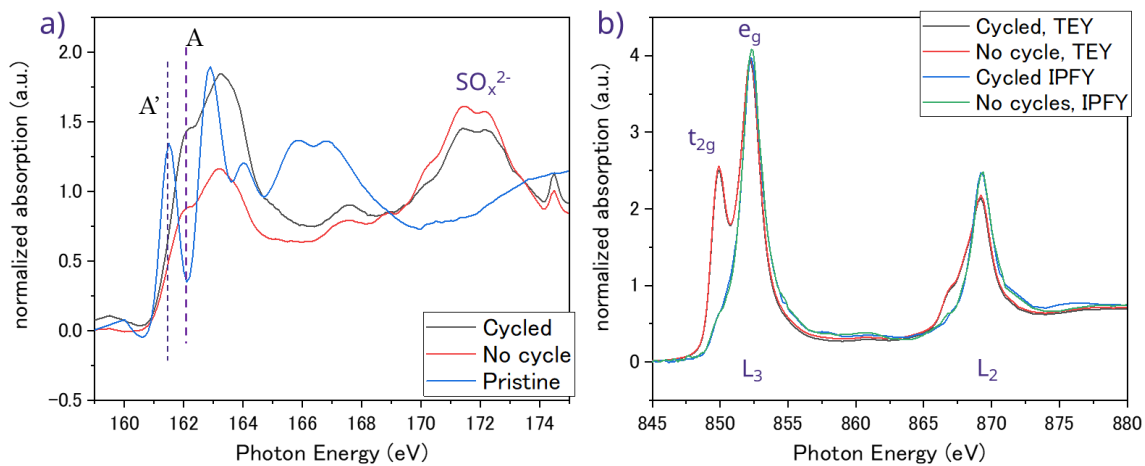 a)
A
A'
SOx2-
normalized absorption (a.u.)
2.0
1.5
1.0
0.5
0.0
−0.5
Cycled
No cycle
Pristine
160 162 164 166 168 170 172 174
Photon Energy (eV)
b)
eg
t2g
Cycled, TEY
No cycle, TEY
Cycled IPFY
No cycles, IPFY
normalized absorption (a.u.)
4
3
2
1
0
L3
L2
845 850 855 860 865 870 875 880
Photon Energy (eV)